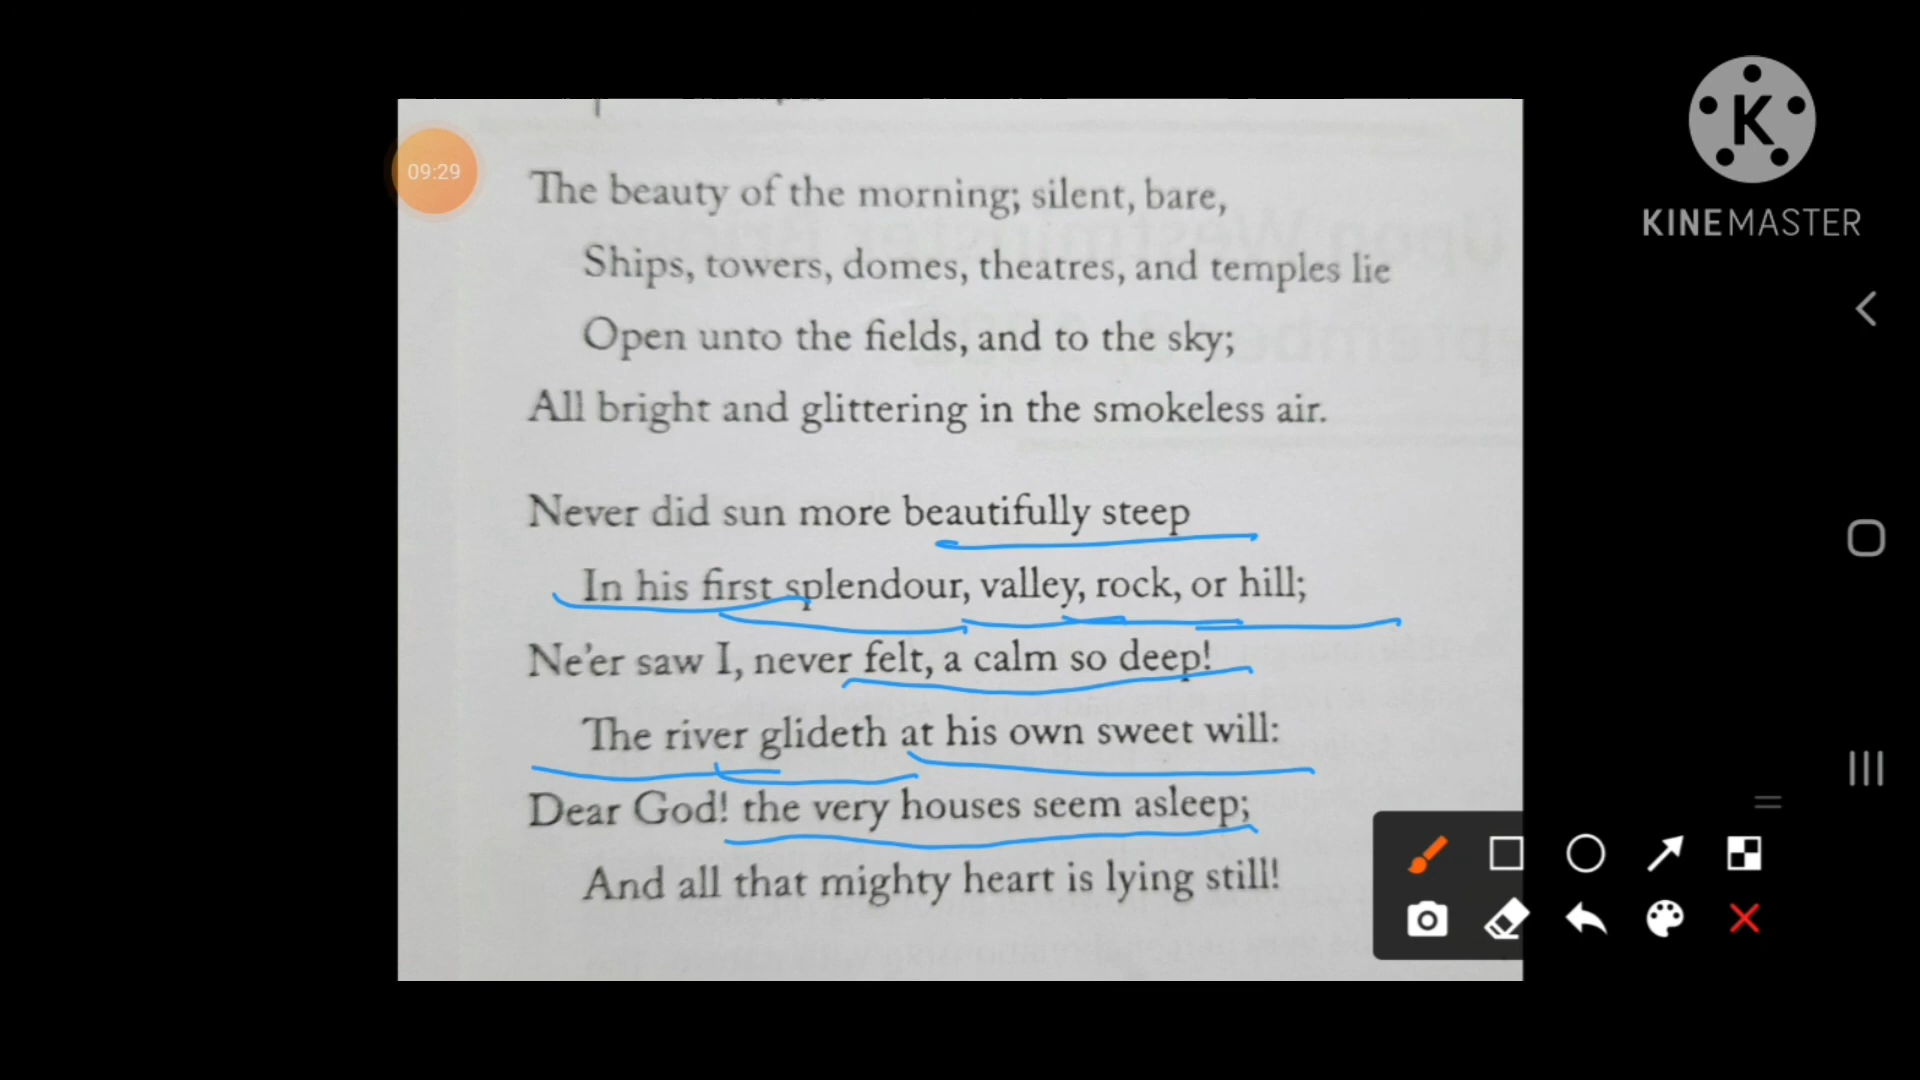 09:29
The beauty of the morning; silent, bare,
Ships, towers, domes, theatres, and temples lie
Open unto the fields, and to the sky;
All bright and glittering in the smokeless air.
Never did sun more beautifully steep
In his first splendour, valley, rock, or hill;
Ne'er saw I, never felt, a calm so deep!
The river glideth at his own sweet will:
Dear God! the very houses seem asleep;
And all that mighty heart is lying still!
K
KINEMASTER